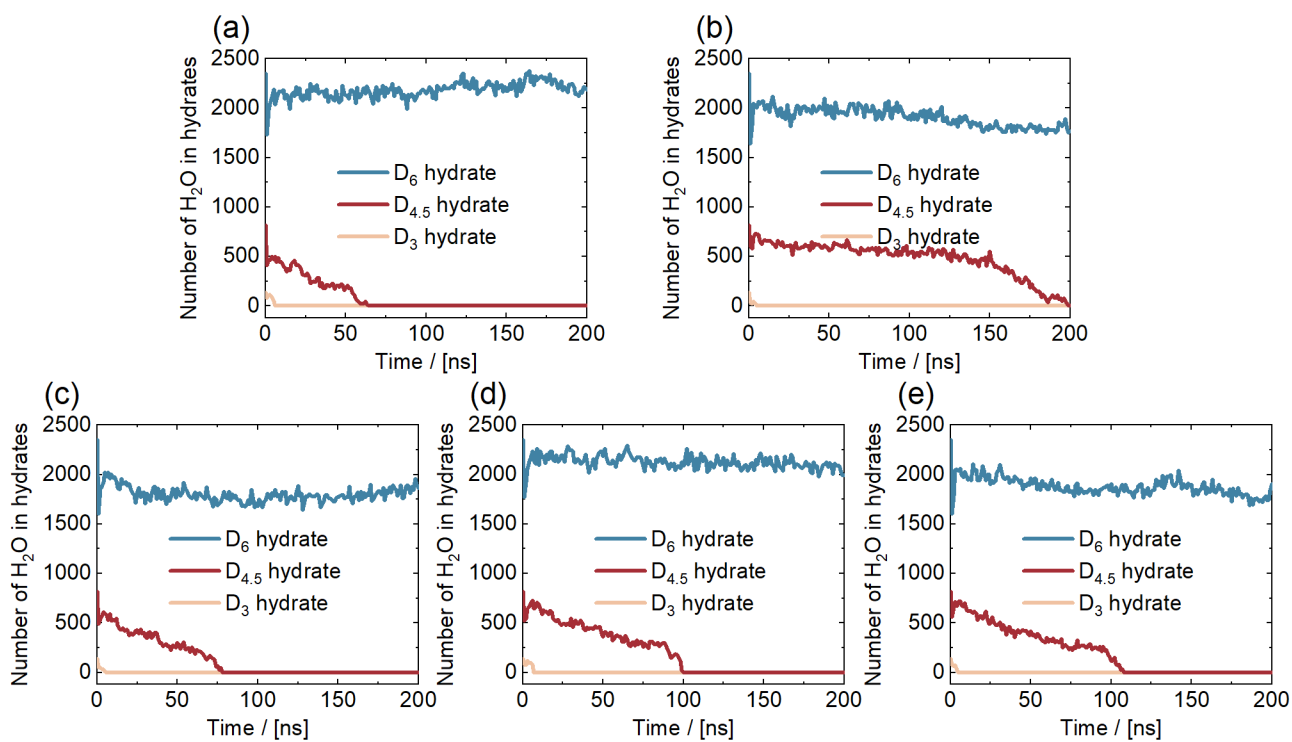 (a)
Number of H₂O in hydrates
2500
2000
1500
1000
500
0
D₆ hydrate
D₄.₅ hydrate
D₃ hydrate
0 50 100 150 200
Time / [ns]
(b)
Number of H₂O in hydrates
2500
2000
1500
1000
500
0
D₆ hydrate
D₄.₅ hydrate
D₃ hydrate
0 50 100 150 200
Time / [ns]
(c)
Number of H₂O in hydrates
2500
2000
1500
1000
500
0
D₆ hydrate
D₄.₅ hydrate
D₃ hydrate
0 50 100 150 200
Time / [ns]
(d)
Number of H₂O in hydrates
2500
2000
1500
1000
500
0
D₆ hydrate
D₄.₅ hydrate
D₃ hydrate
0 50 100 150 200
Time / [ns]
(e)
Number of H₂O in hydrates
2500
2000
1500
1000
500
0
D₆ hydrate
D₄.₅ hydrate
D₃ hydrate
0 50 100 150 200
Time / [ns]